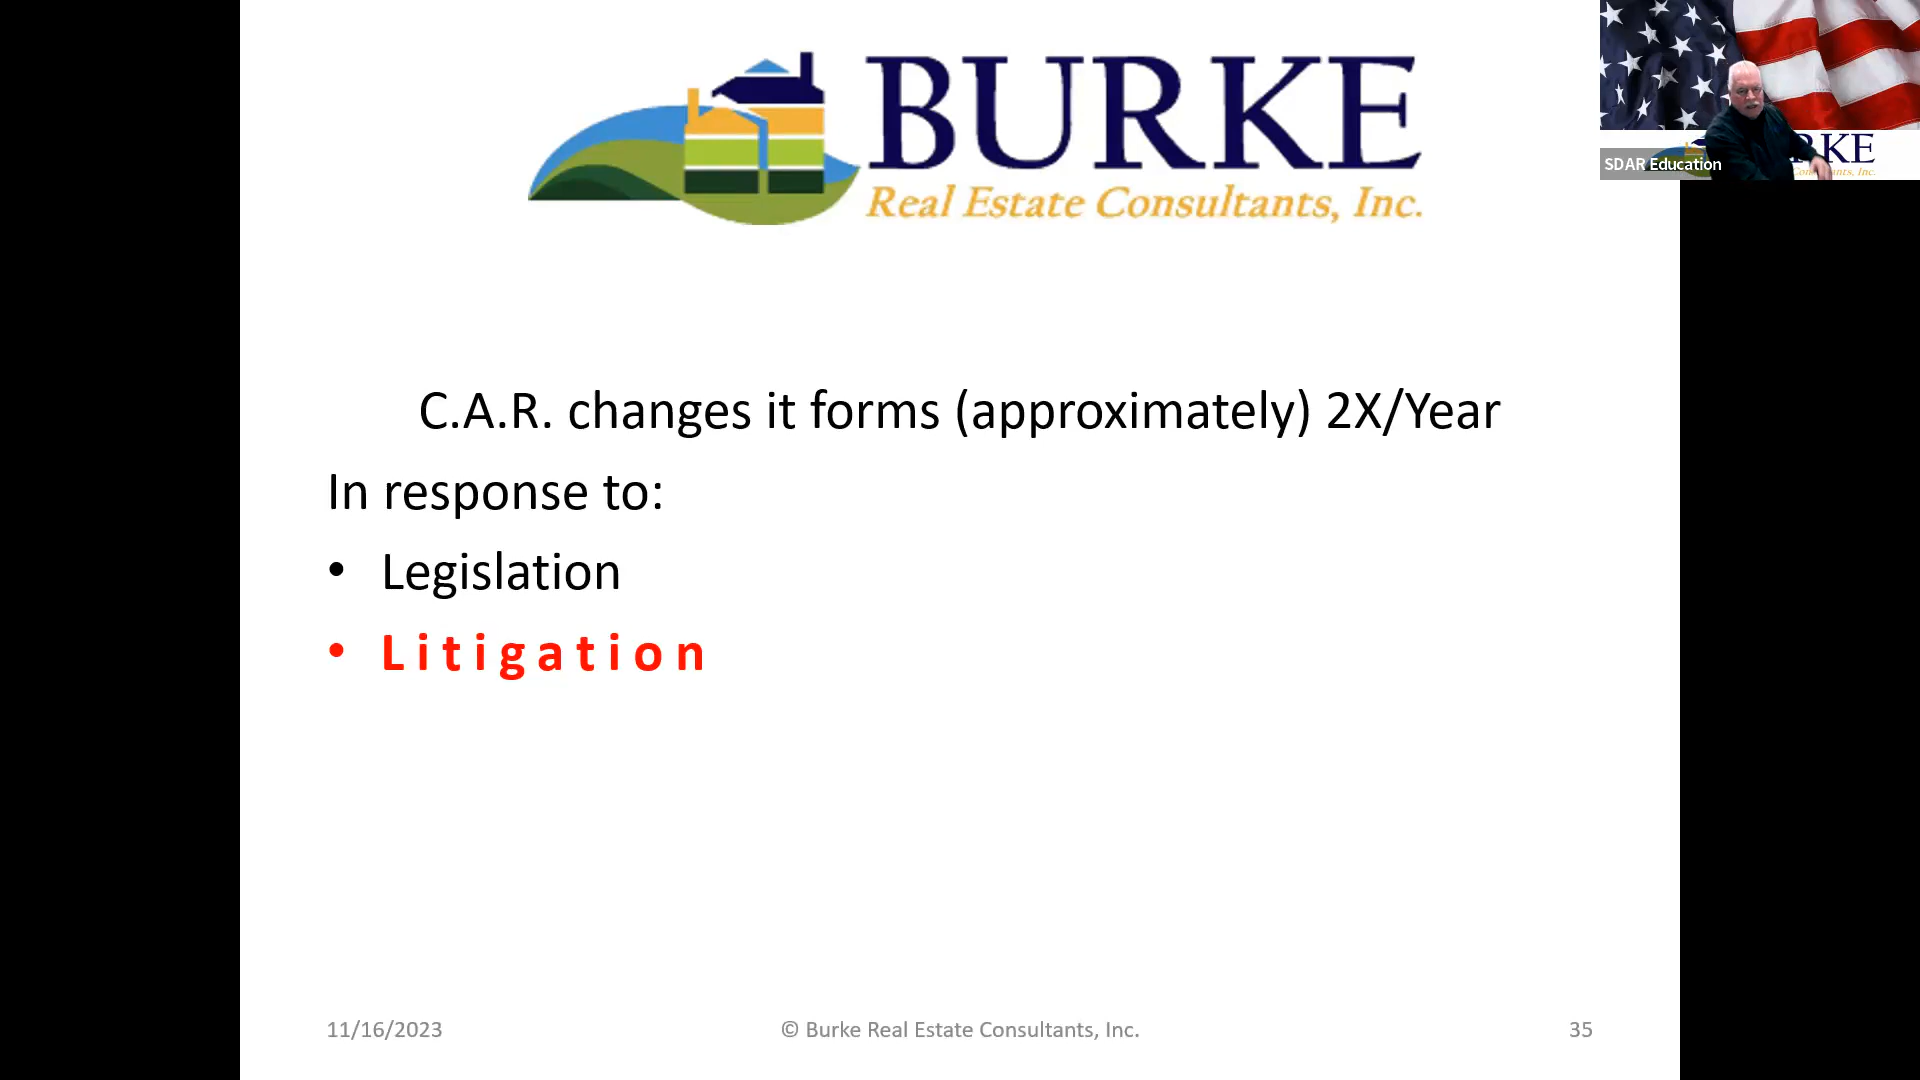 BURKE
Real Estate Consultants, Inc.
SDAR Education
RKE
C.A.R. changes it forms (approximately) 2X/Year
In response to:
• Legislation
• Litigation
11/16/2023
© Burke Real Estate Consultants, Inc.
35